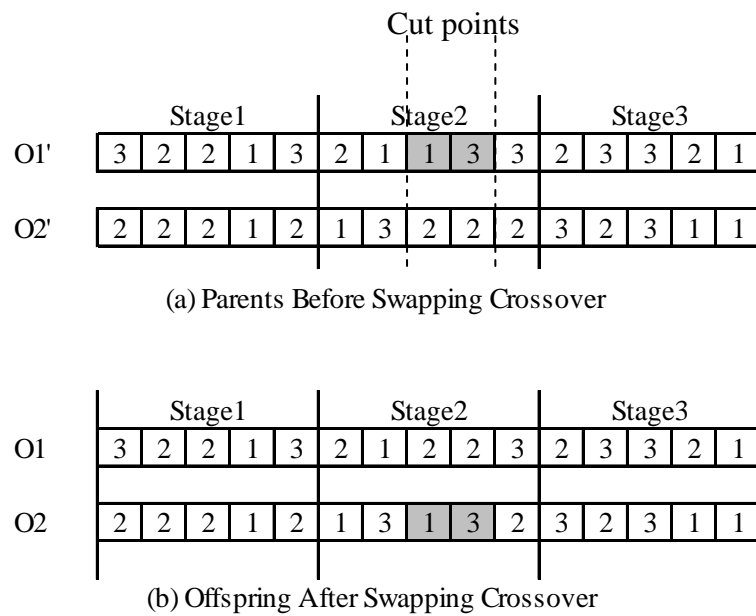 Cut points
Stage1 Stage2 Stage3
O1' 3 2 2 1 3 2 1 1 3 3 2 3 3 2 1
O2' 2 2 2 1 2 1 3 2 2 2 3 2 3 1 1
(a) Parents Before Swapping Crossover
Stage1 Stage2 Stage3
O1 3 2 2 1 3 2 1 2 2 3 2 3 3 2 1
O2 2 2 2 1 2 1 3 1 3 2 3 2 3 1 1
(b) Offspring After Swapping Crossover